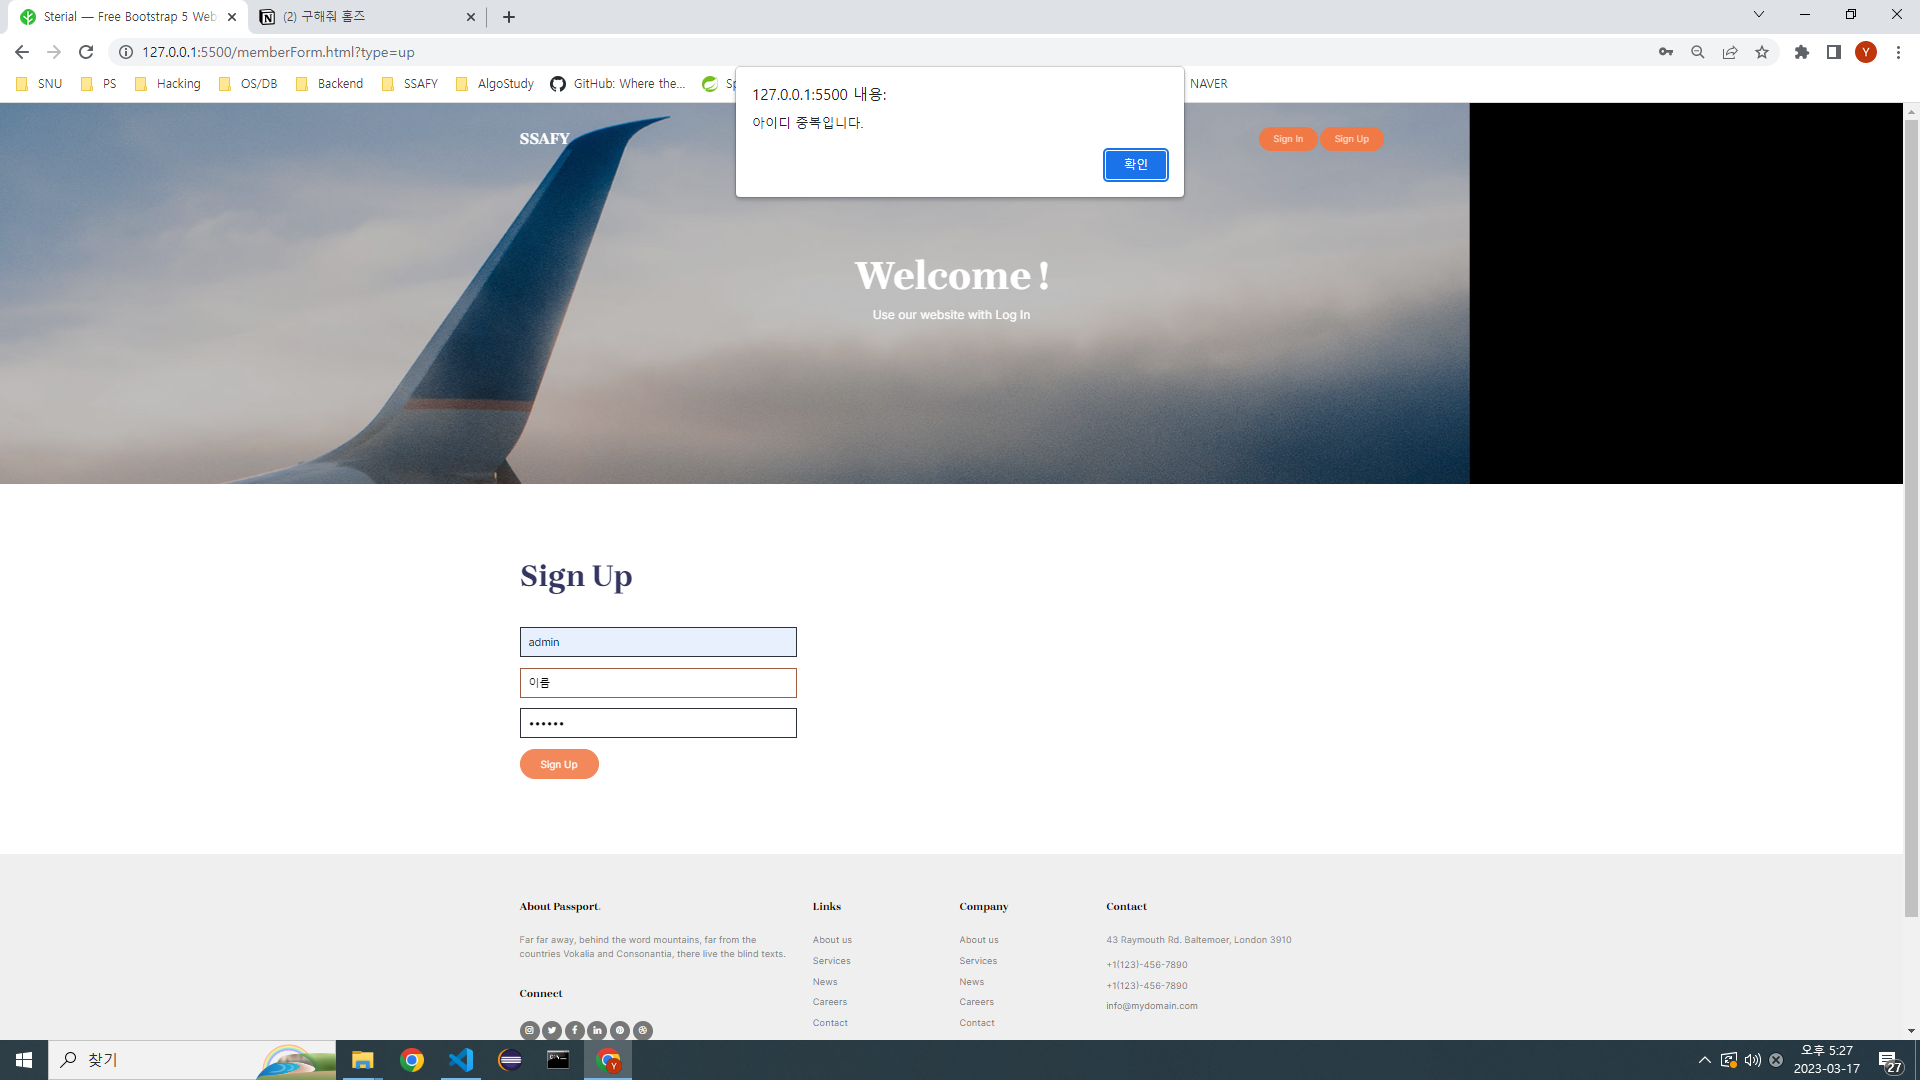 Sterial — Free Bootstrap 5 Web
(2) 구해줘 홈즈
127.0.0.1:5500/memberForm.html?type=up
Y
SNU
PS
Hacking
OS/DB
Backend
SSAFY
AlgoStudy
GitHub: Where the...
NAVER
127.0.0.1:5500 내용:
아이디 중복입니다.
확인
SSAFY
Sign In
Sign Up
Welcome !
Use our website with Log In
Sign Up
admin
이름
••••••
Sign Up
About Passport.
Far far away, behind the word mountains, far from the
countries Vokalia and Consonantia, there live the blind texts.
Connect
Links
About us
Services
News
Careers
Contact
Company
About us
Services
News
Careers
Contact
Contact
43 Raymouth Rd. Baltemoer, London 3910
+1(123)-456-7890
+1(123)-456-7890
info@mydomain.com
찾기
Y
오후 5:27
2023-03-17
27